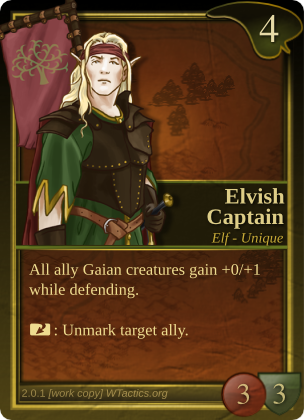 4
Elvish
Captain
Elf - Unique
All ally Gaian creatures gain +0/+1
while defending.
: Unmark target ally.
2.0.1 [work copy] WTactics.org
3 3